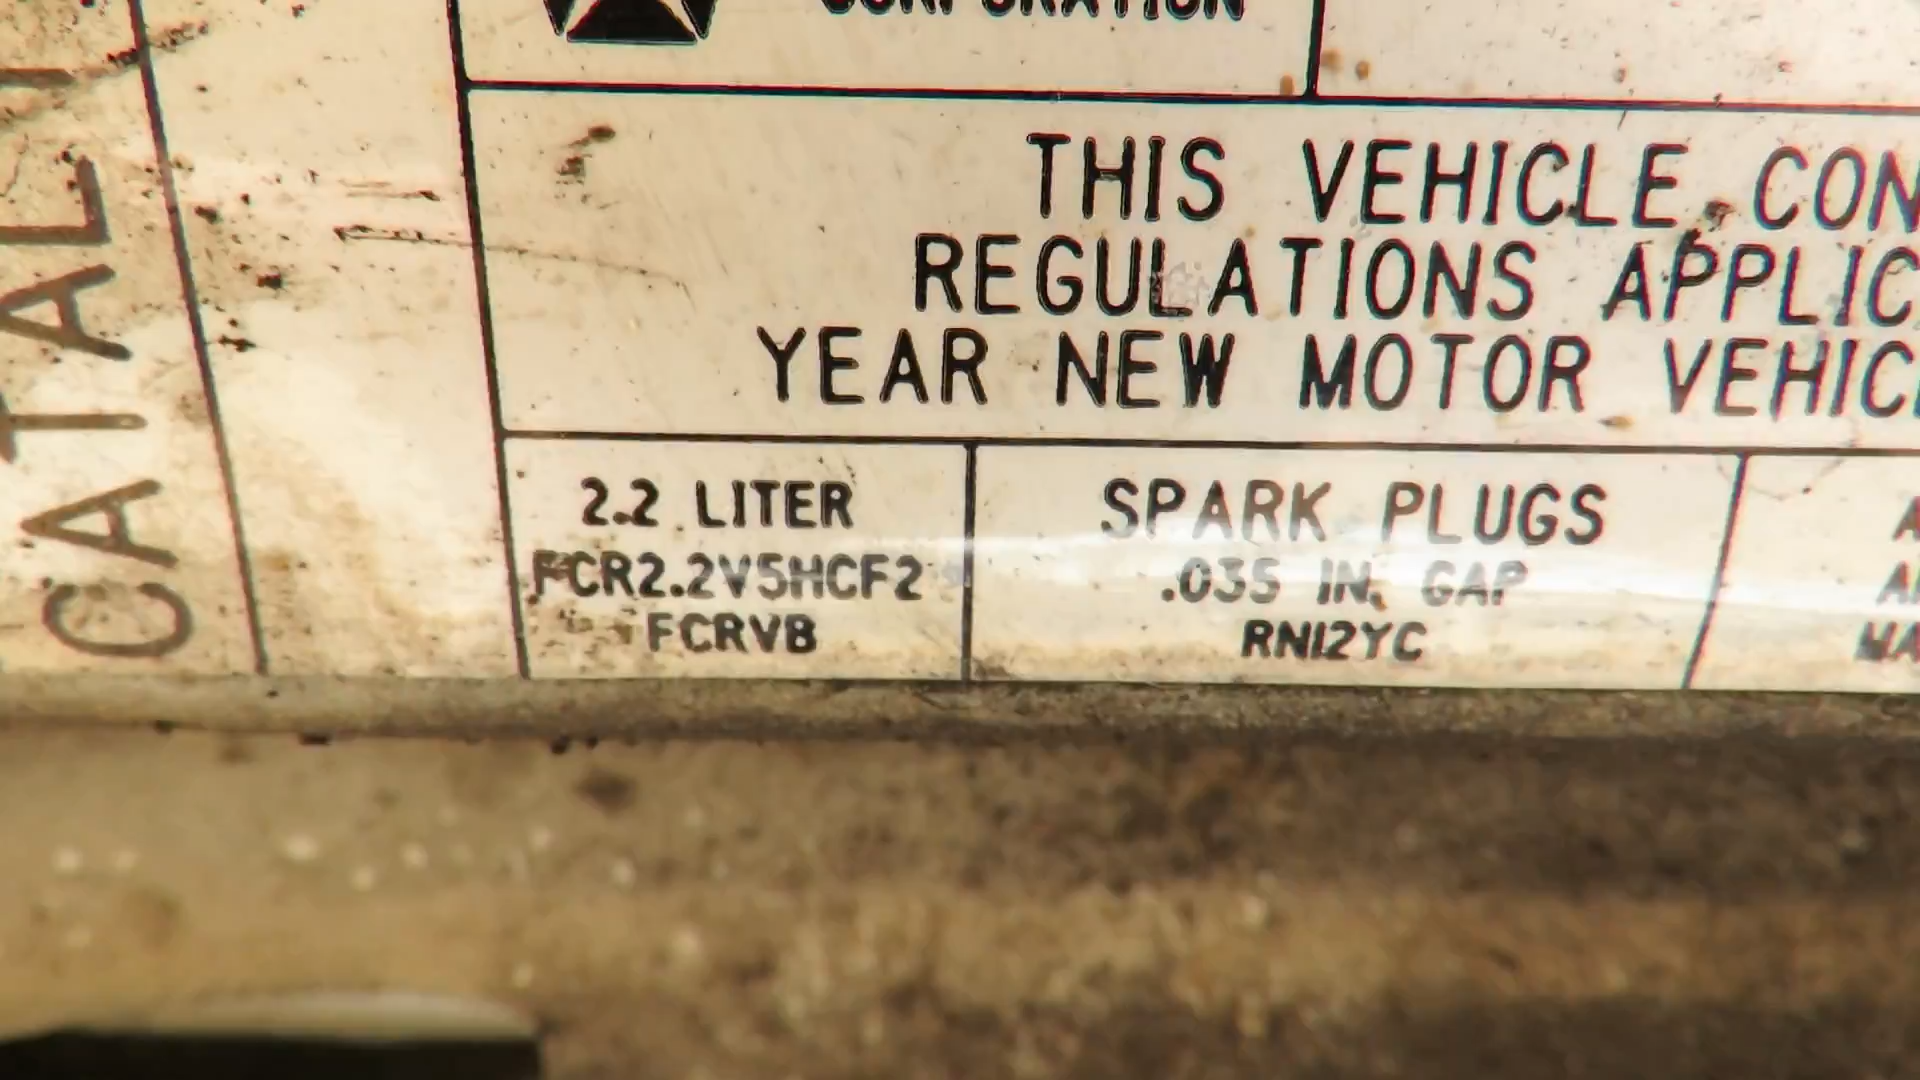 CORPORATION
THIS VEHICLE CON
REGULATIONS APPLIC
YEAR NEW MOTOR VEHIC
2.2 LITER
FCR2.2V5HCF2
FCRVB
SPARK PLUGS
.035 IN. GAP
RN12YC
MA
CATAL